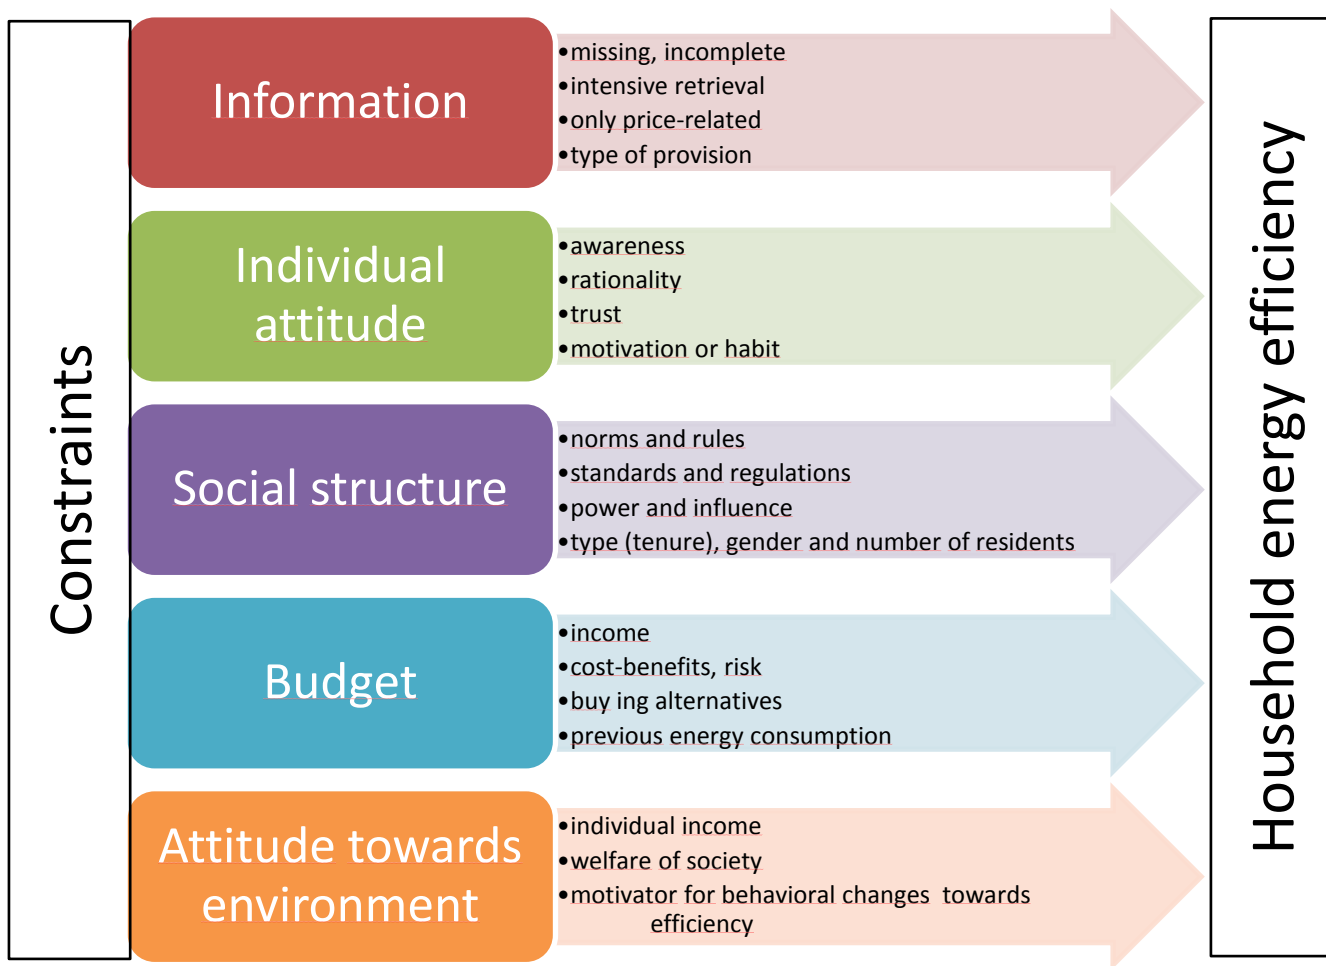 Constraints
Information
•missing, incomplete
•intensive retrieval
•only price-related
•type of provision
Individual
attitude
•awareness
•rationality
•trust
•motivation or habit
Social structure
•norms and rules
•standards and regulations
•power and influence
•type (tenure), gender and number of residents
Budget
•income
•cost-benefits, risk
•buy ing alternatives
•previous energy consumption
Attitude towards
environment
•individual income
•welfare of society
•motivator for behavioral changes  towards
efficiency
Household energy efficiency